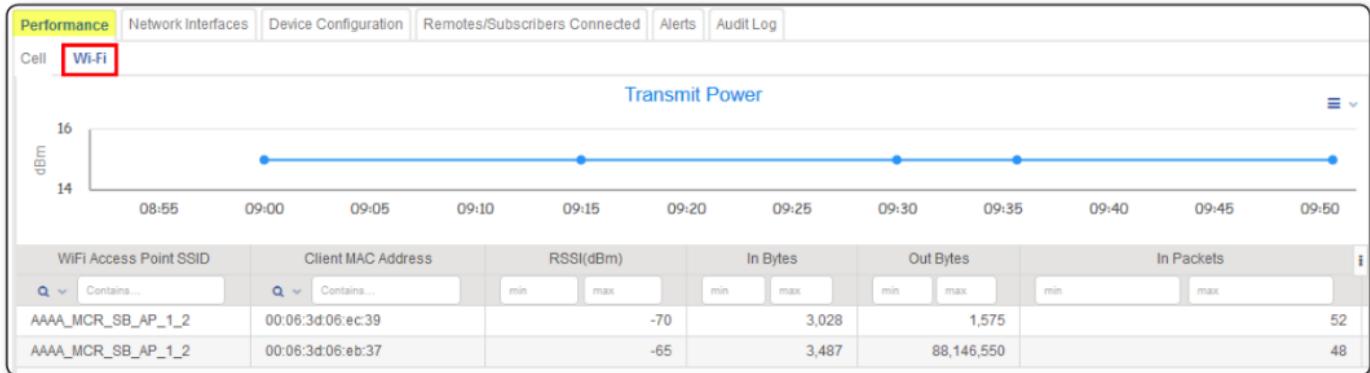 Performance Network Interfaces Device Configuration Remotes/Subscribers Connected Alerts Audit Log
Cell Wi-Fi
Transmit Power
16
dBm
14
08:55 09:00 09:05 09:10 09:15 09:20 09:25 09:30 09:35 09:40 09:45 09:50
WiFi Access Point SSID Client MAC Address RSSI(dBm) In Bytes Out Bytes In Packets
Contains... Contains... min max min max min max min max
AAAA_MCR_SB_AP_1_2 00:06:3d:06:ec:39 -70 3,028 1,575 52
AAAA_MCR_SB_AP_1_2 00:06:3d:06:eb:37 -65 3,487 88,146,550 48